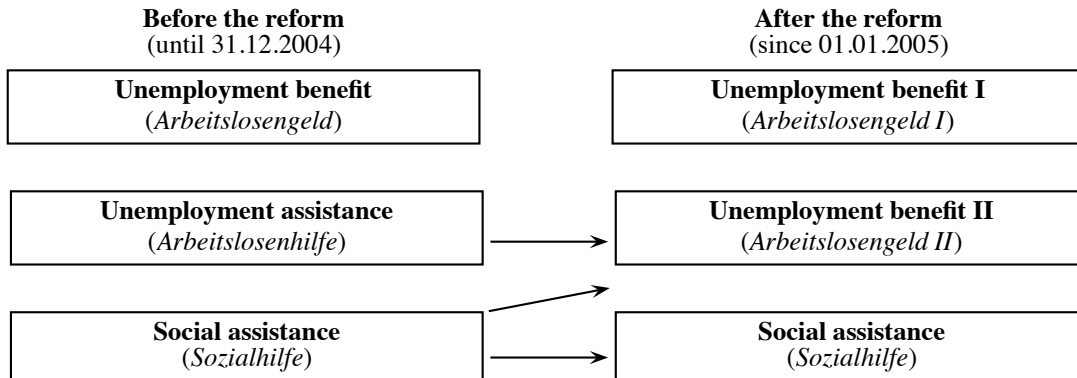 Before the reform
(until 31.12.2004)
After the reform
(since 01.01.2005)
Unemployment benefit
(Arbeitslosengeld)
Unemployment benefit I
(Arbeitslosengeld I)
Unemployment assistance
(Arbeitslosenhilfe)
Unemployment benefit II
(Arbeitslosengeld II)
Social assistance
(Sozialhilfe)
Social assistance
(Sozialhilfe)